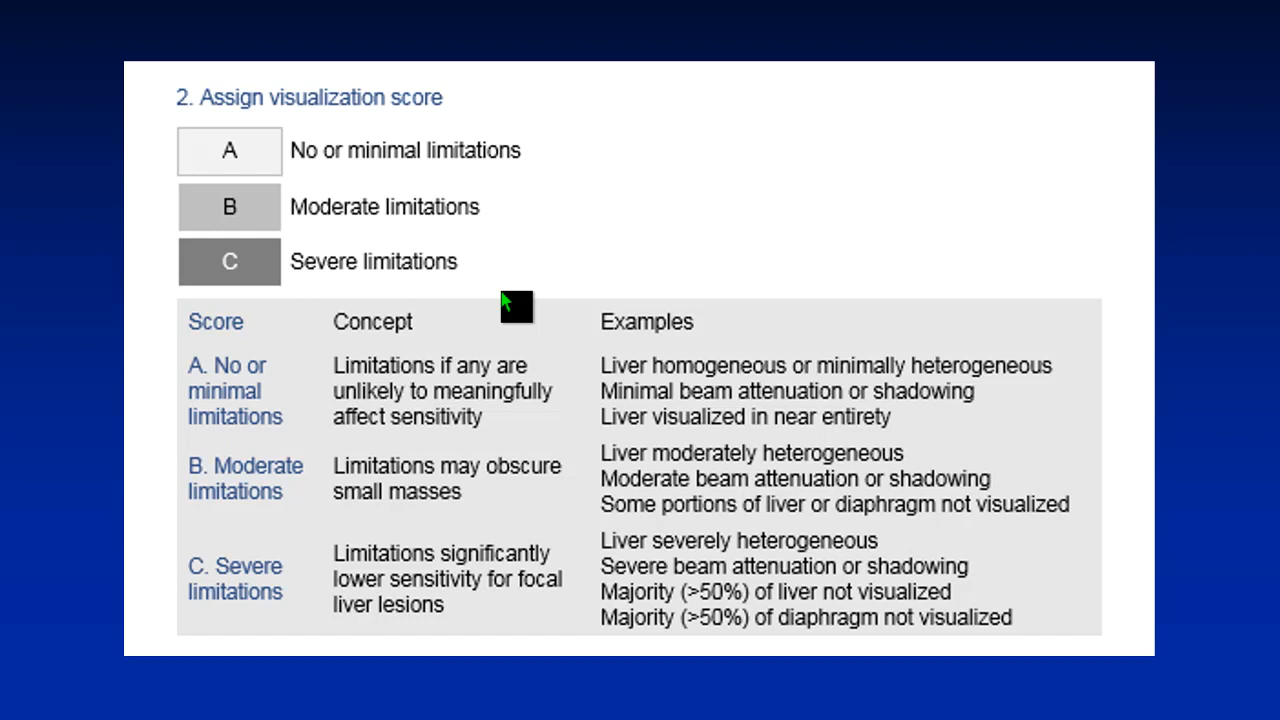 2. Assign visualization score
A
No or minimal limitations
B
Moderate limitations
C
Severe limitations
Score
Concept
Examples
A. No or
minimal
limitations
Limitations if any are
unlikely to meaningfully
affect sensitivity
Liver homogeneous or minimally heterogeneous
Minimal beam attenuation or shadowing
Liver visualized in near entirety
B. Moderate
limitations
Limitations may obscure
small masses
Liver moderately heterogeneous
Moderate beam attenuation or shadowing
Some portions of liver or diaphragm not visualized
C. Severe
limitations
Limitations significantly
lower sensitivity for focal
liver lesions
Liver severely heterogeneous
Severe beam attenuation or shadowing
Majority (>50%) of liver not visualized
Majority (>50%) of diaphragm not visualized